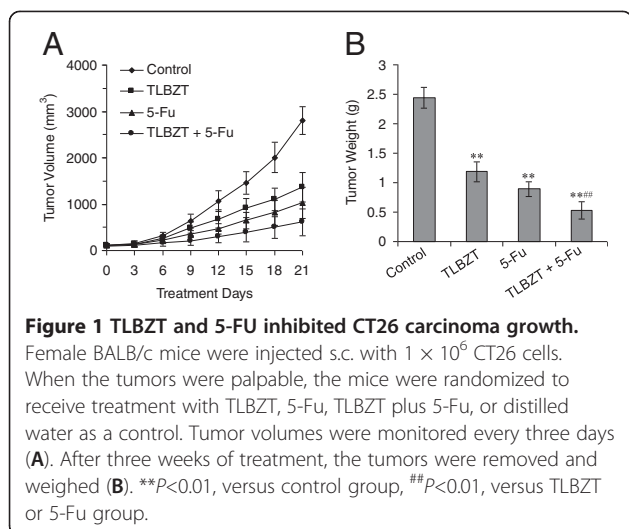 A
B
4000
3000
2000
1000
0
Tumor Volume (mm³)
Control
TLBZT
5-Fu
TLBZT + 5-Fu
0 3 6 9 12 15 18 21
Treatment Days
3
2.5
2
1.5
1
0.5
0
Tumor Weight (g)
**
**
**##
Control
TLBZT
5-Fu
TLBZT + 5-Fu
Figure 1 TLBZT and 5-FU inhibited CT26 carcinoma growth.
Female BALB/c mice were injected s.c. with 1 × 10⁶ CT26 cells.
When the tumors were palpable, the mice were randomized to
receive treatment with TLBZT, 5-Fu, TLBZT plus 5-Fu, or distilled
water as a control. Tumor volumes were monitored every three days
(A). After three weeks of treatment, the tumors were removed and
weighed (B). **P<0.01, versus control group, ##P<0.01, versus TLBZT
or 5-Fu group.